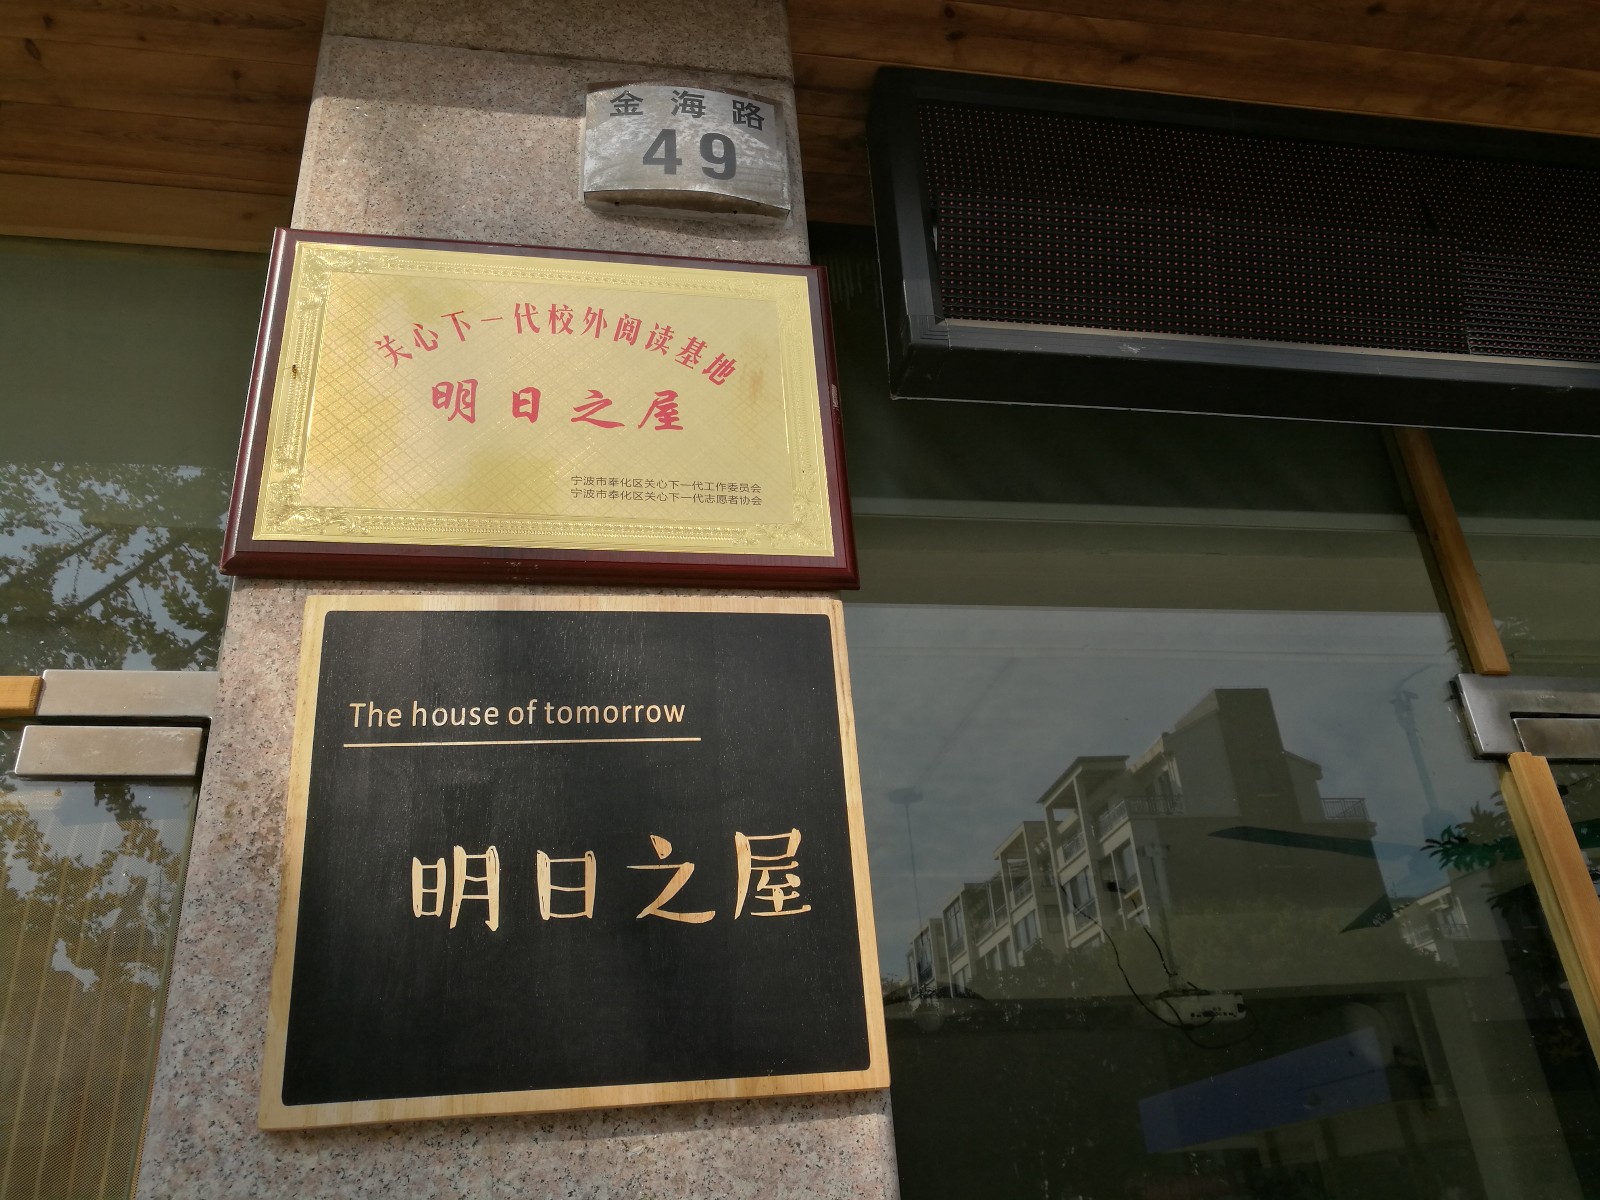 金海路
49
关心下一代校外阅读基地
明日之屋
宁波市奉化区关心下一代工作委员会
宁波市奉化区关心下一代志愿者协会
The house of tomorrow
明日之屋